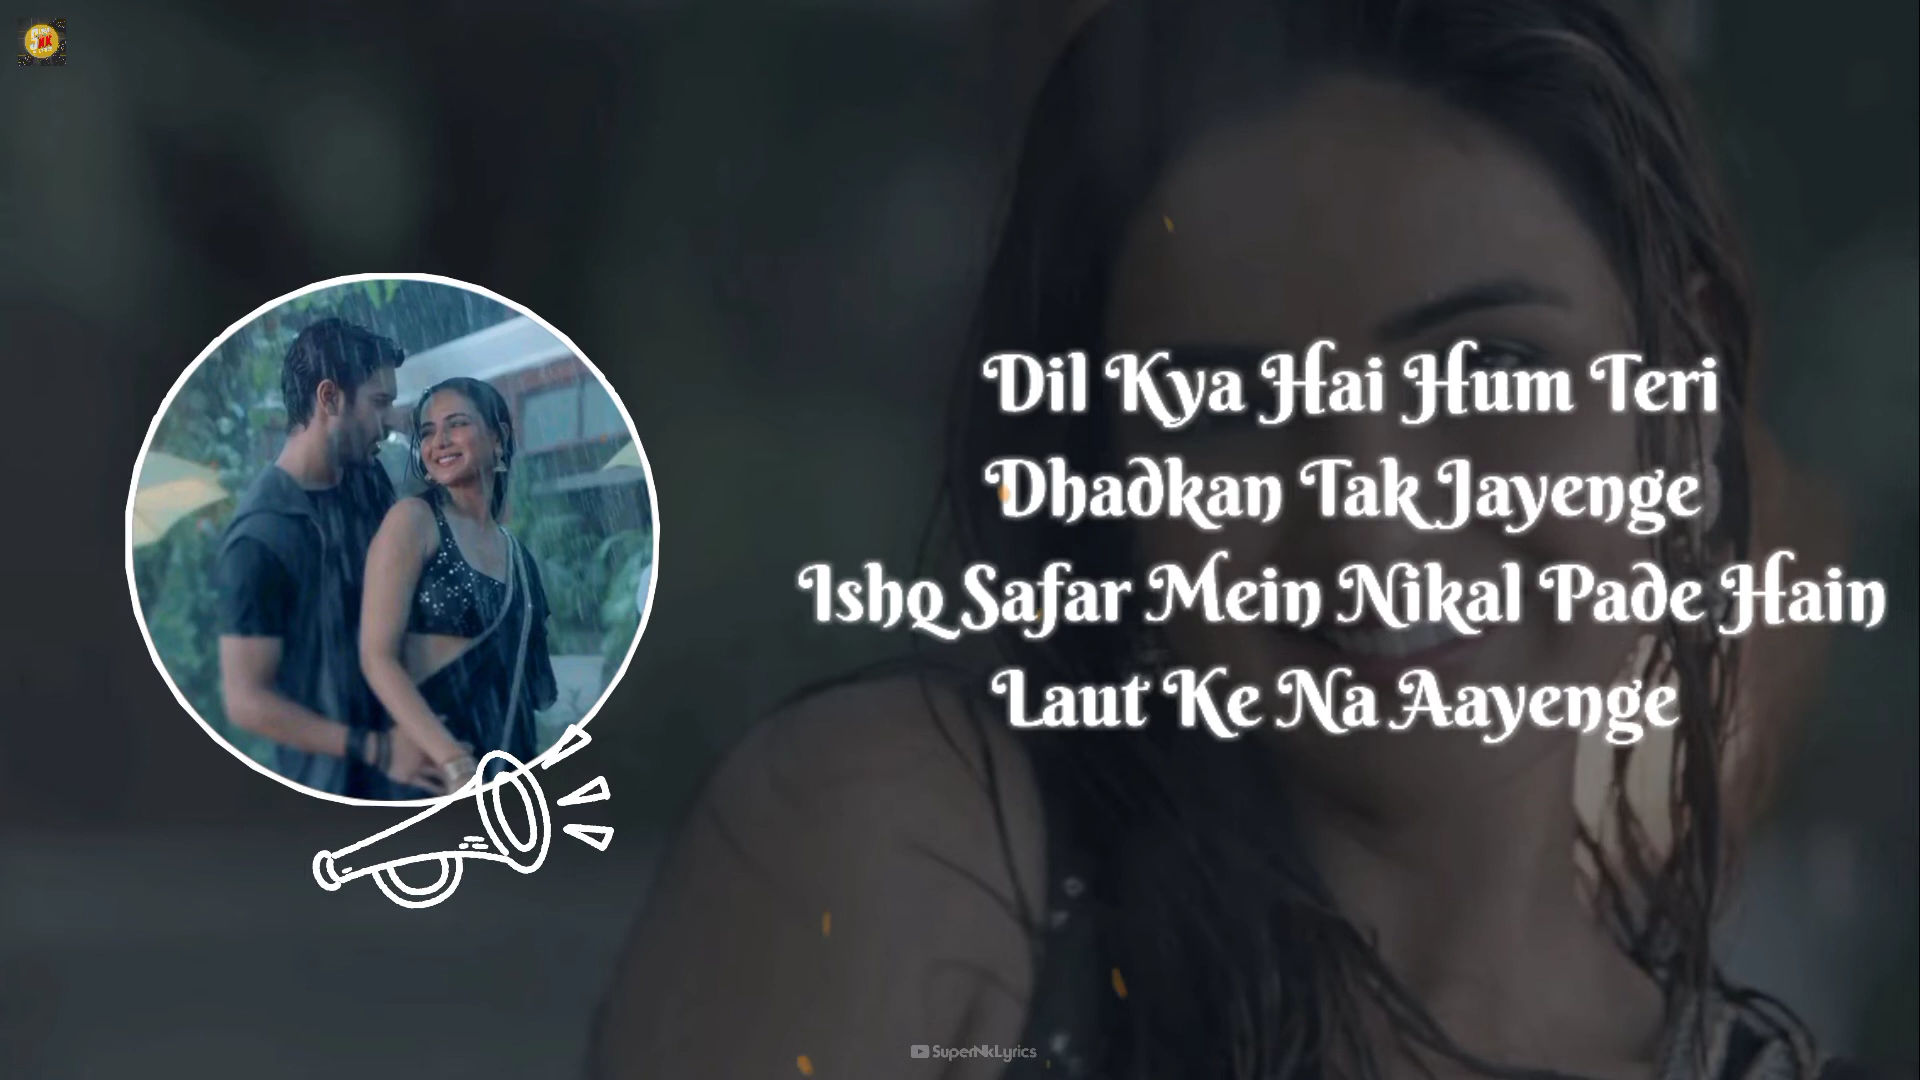 Dil Kya Hai Hum Teri
Dhadkan Tak Jayenge
Ishq Safar Mein Nikal Pade Hain
Laut Ke Na Aayenge
SuperNkLyrics